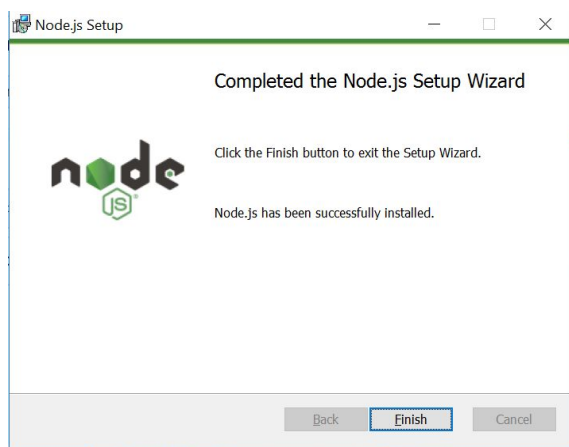 Node.js Setup
Completed the Node.js Setup Wizard
Click the Finish button to exit the Setup Wizard.
node
JS
Node.js has been successfully installed.
Back Finish Cancel